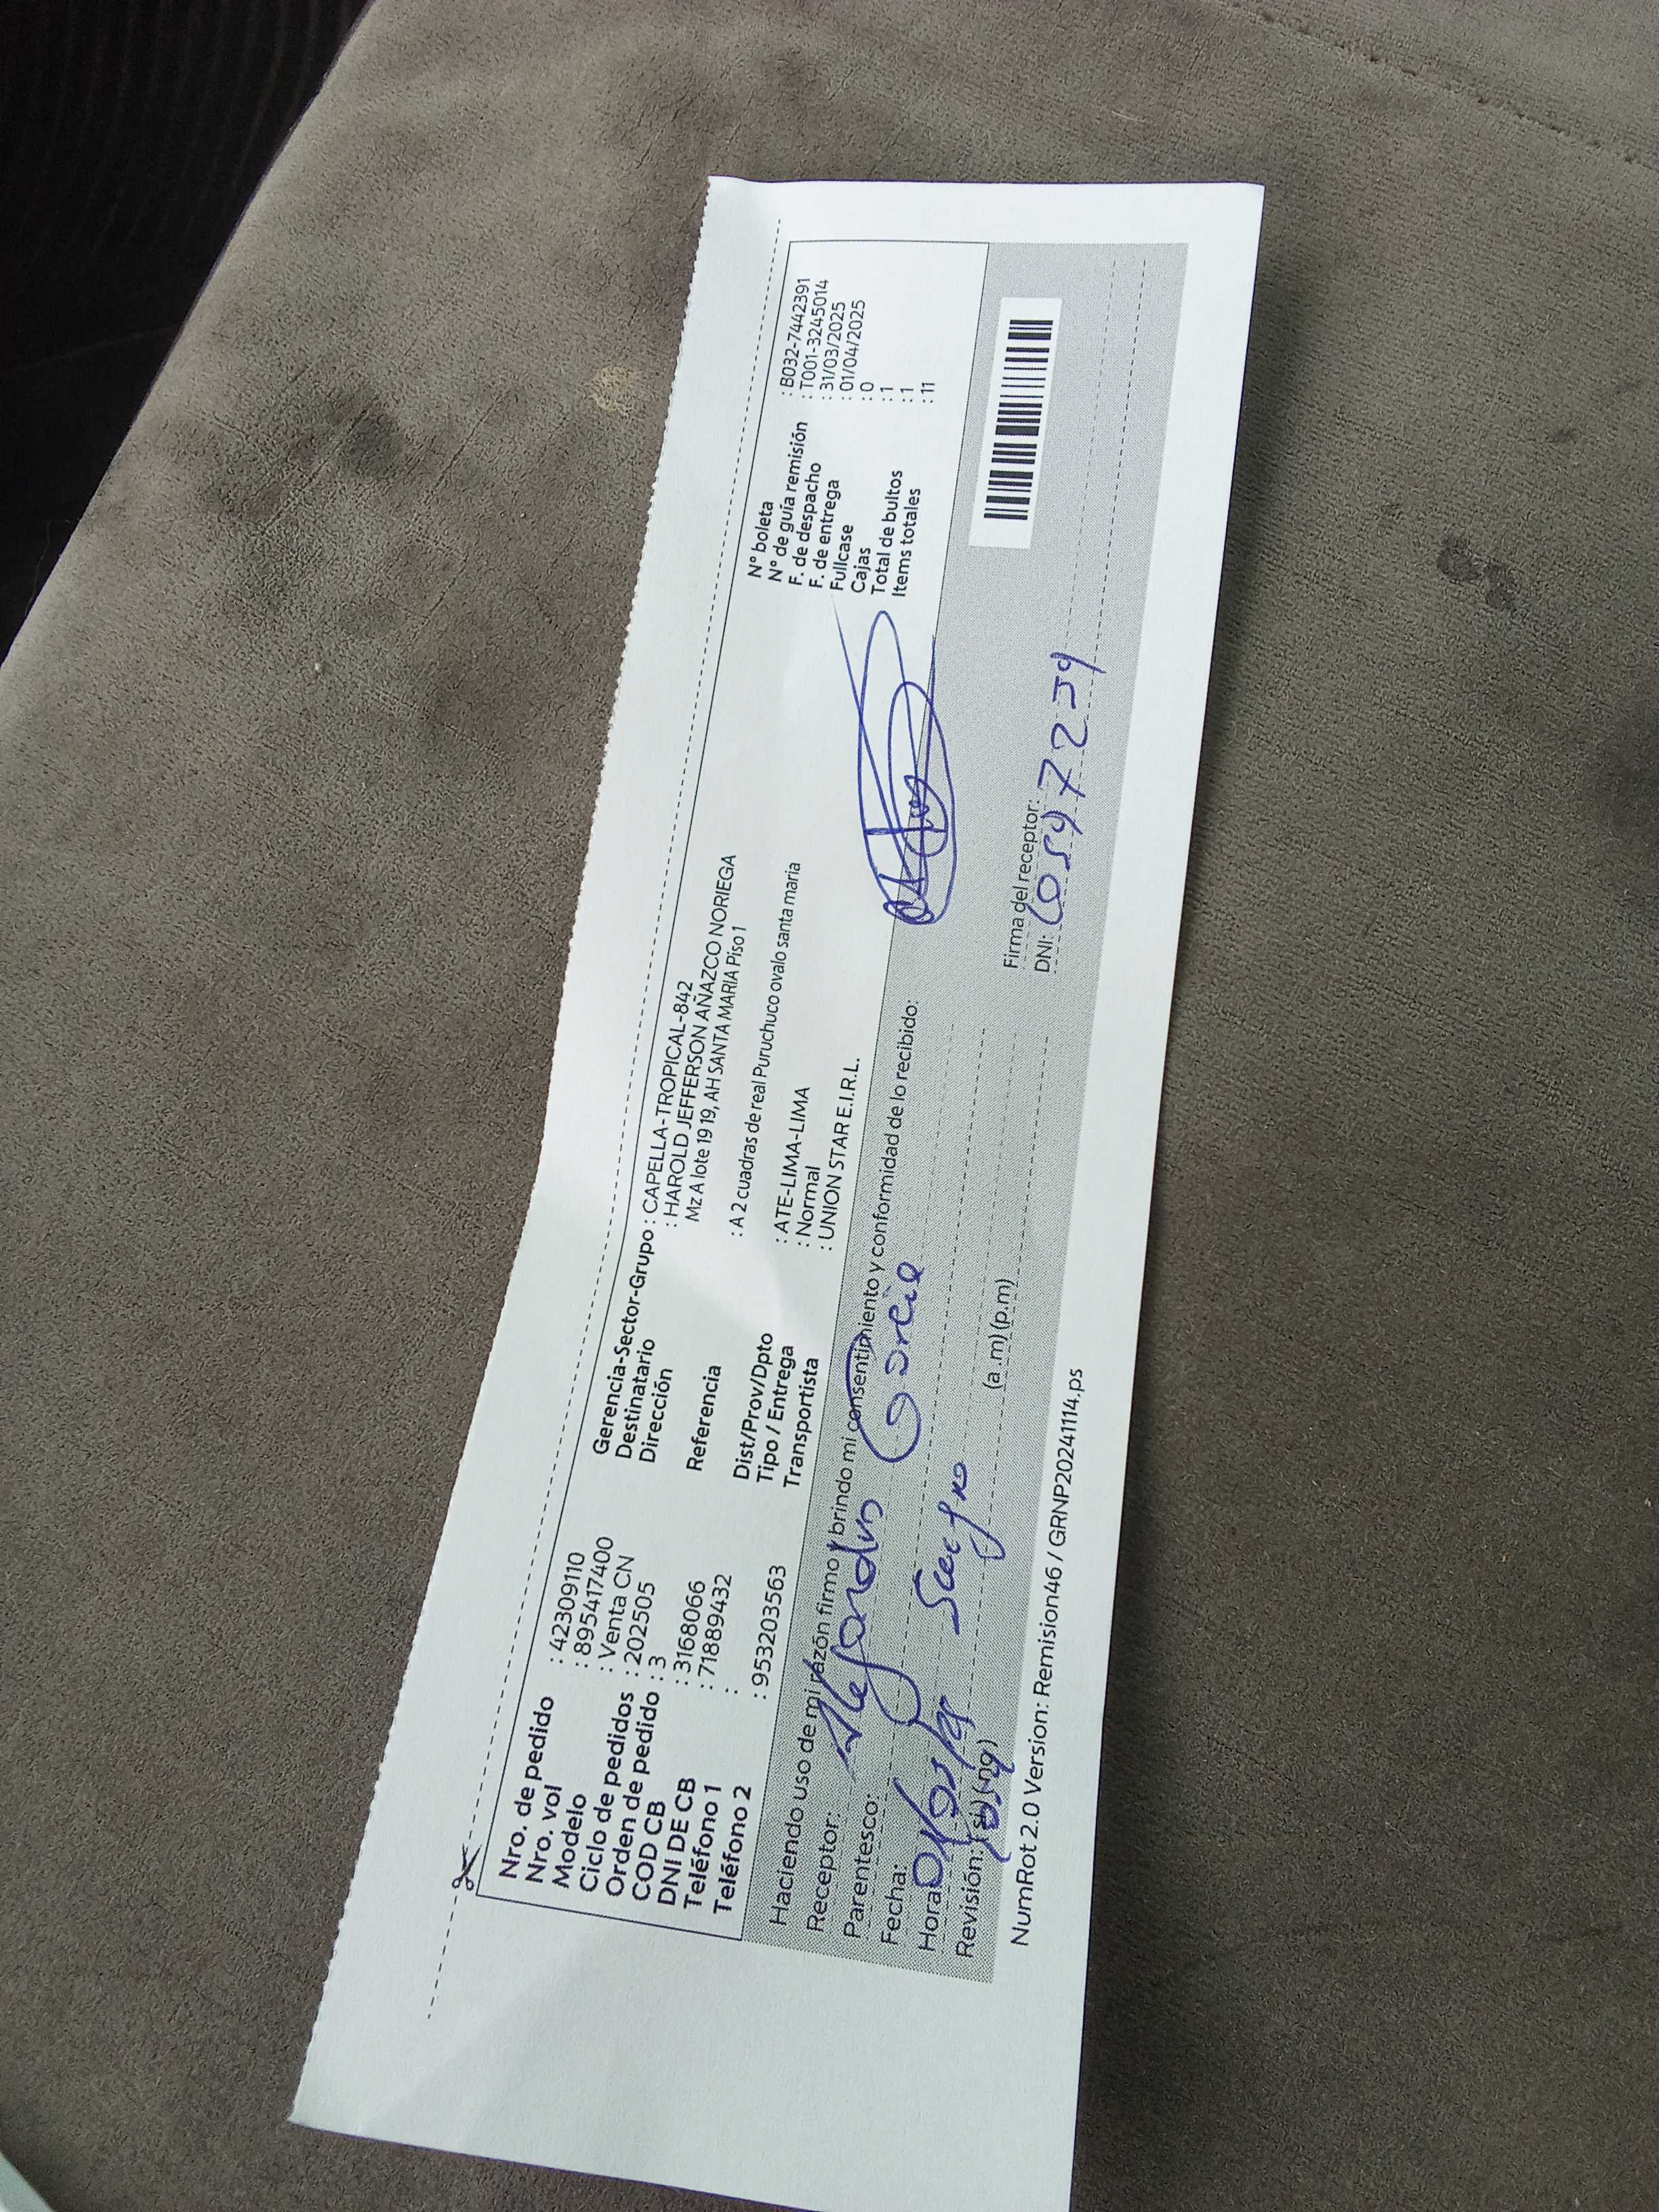 Nro. de pedido : 42309110
Nro. vol : 895417400
Modelo : Venta CN
Ciclo de pedidos : 202505
Orden de pedido : 3
COD CB : 3168066
DNI DE CB : 71889432
Teléfono 1 :
Teléfono 2 : 953203563
Gerencia-Sector-Grupo : CAPELLA-TROPICAL-842
Destinatario : HAROLD JEFFERSON AÑAZCO NORIEGA
Dirección Mz A lote 19 19, AH SANTA MARIA Piso 1
Referencia : A 2 cuadras de real Puruchuco ovalo santa maria
Dist/Prov/Dpto : ATE-LIMA-LIMA
Tipo / Entrega : Normal
Transportista : UNION STAR E.I.R.L.
N° boleta : B032-7442391
N° de guía remisión : T001-3245014
F. de despacho : 31/03/2025
F. de entrega : 01/04/2025
Fullcase : 0
Cajas : 1
Total de bultos : 1
Items totales : 11
Haciendo uso de mi razón firmo y brindo mi consentimiento y conformidad de lo recibido:
Receptor: Alejandro
Parentesco:
Fecha:
Hora (a.m) (p.m)
Revisión: (si) (ng)
Firma del receptor:
DNI:
NumRot 2.0 Version: Remision46 / GRNP20241114.ps